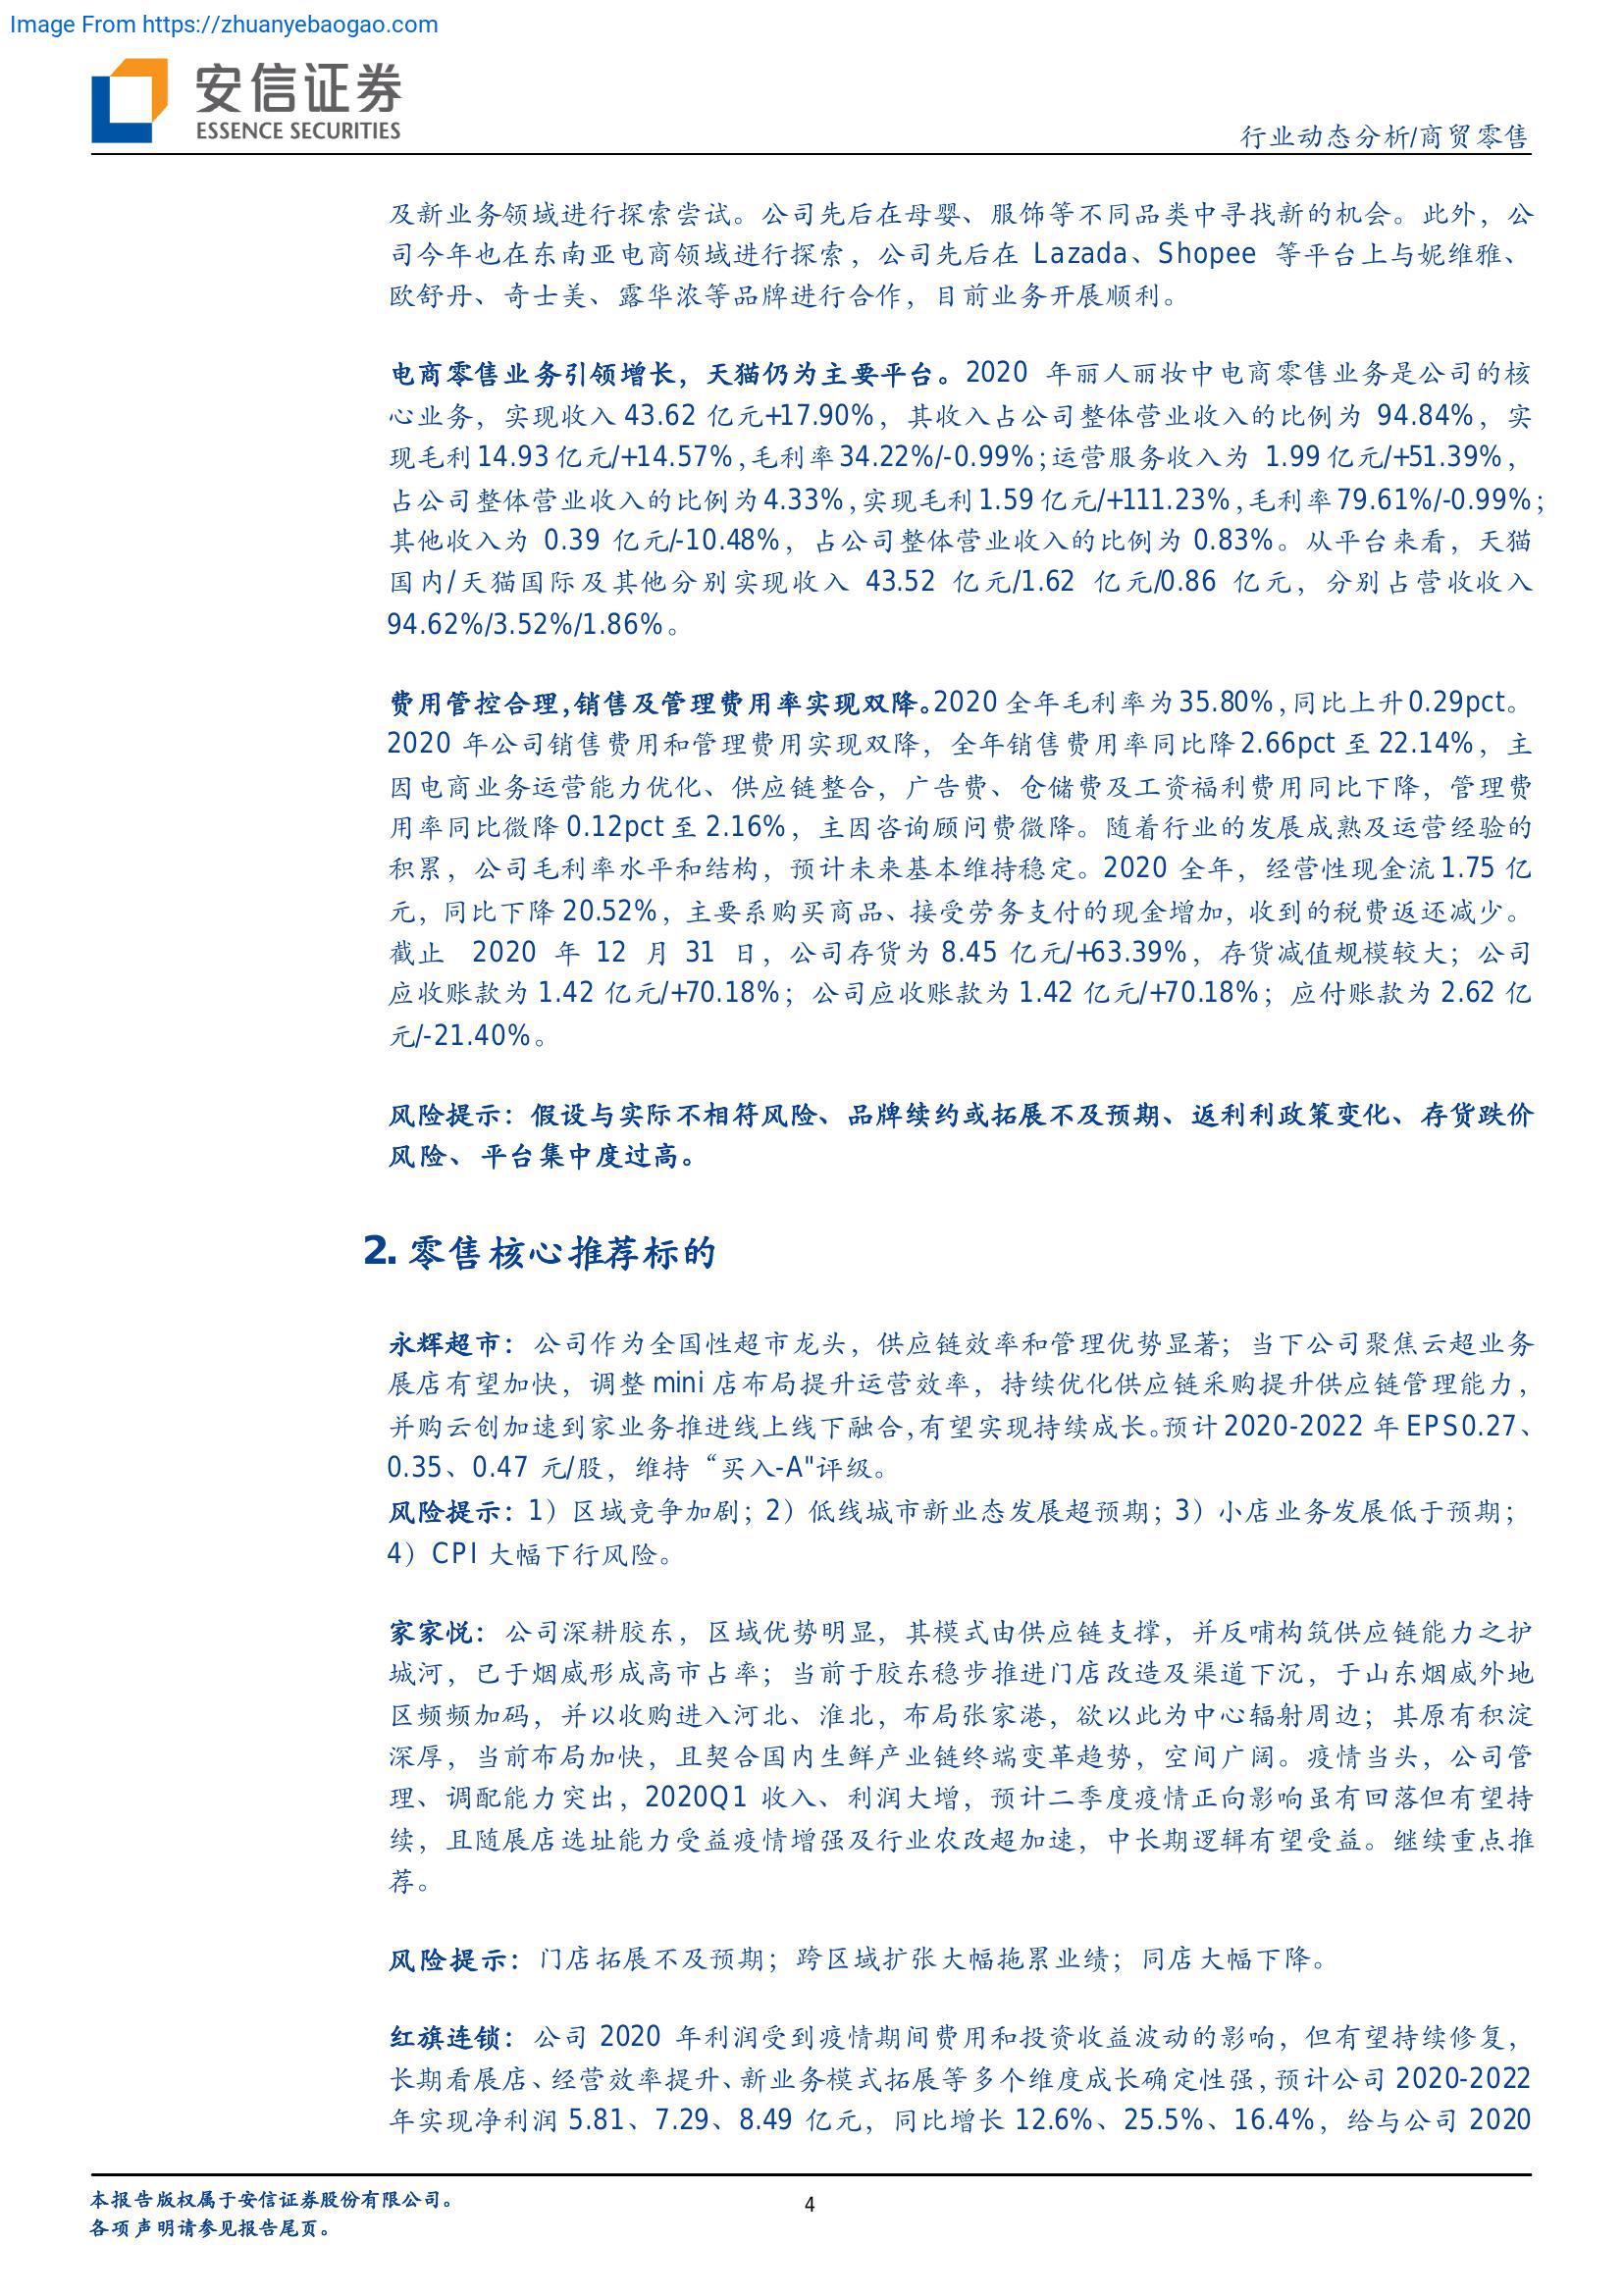 Image From https://zhuanyebaogao.com
安信证券
ESSENCE SECURITIES
行业动态分析/商贸零售
及新业务领域进行探索尝试。公司先后在母婴、服饰等不同品类中寻找新的机会。此外，公
司今年也在东南亚电商领域进行探索，公司先后在 Lazada、Shopee 等平台上与妮维雅、
欧舒丹、奇士美、露华浓等品牌进行合作，目前业务开展顺利。
电商零售业务引领增长，天猫仍为主要平台。2020 年丽人丽妆中电商零售业务是公司的核
心业务，实现收入 43.62 亿元+17.90%，其收入占公司整体营业收入的比例为 94.84%，实
现毛利 14.93 亿元/+14.57%，毛利率 34.22%/-0.99%；运营服务收入为 1.99 亿元/+51.39%，
占公司整体营业收入的比例为 4.33%，实现毛利 1.59 亿元/+111.23%，毛利率 79.61%/-0.99%；
其他收入为 0.39 亿元/-10.48%，占公司整体营业收入的比例为 0.83%。从平台来看，天猫
国内/天猫国际及其他分别实现收入 43.52 亿元/1.62 亿元/0.86 亿元，分别占营收收入
94.62%/3.52%/1.86%。
费用管控合理，销售及管理费用率实现双降。2020 全年毛利率为 35.80%，同比上升 0.29pct。
2020 年公司销售费用和管理费用实现双降，全年销售费用率同比降 2.66pct 至 22.14%，主
因电商业务运营能力优化、供应链整合，广告费、仓储费及工资福利费用同比下降，管理费
用率同比微降 0.12pct 至 2.16%，主因咨询顾问费微降。随着行业的发展成熟及运营经验的
积累，公司毛利率水平和结构，预计未来基本维持稳定。2020 全年，经营性现金流 1.75 亿
元，同比下降 20.52%，主要系购买商品、接受劳务支付的现金增加，收到的税费返还减少。
截止 2020 年 12 月 31 日，公司存货为 8.45 亿元/+63.39%，存货减值规模较大；公司
应收账款为 1.42 亿元/+70.18%；公司应收账款为 1.42 亿元/+70.18%；应付账款为 2.62 亿
元/-21.40%。
风险提示：假设与实际不相符风险、品牌续约或拓展不及预期、返利利政策变化、存货跌价
风险、平台集中度过高。
2. 零售核心推荐标的
永辉超市：公司作为全国性超市龙头，供应链效率和管理优势显著；当下公司聚焦云超业务
展店有望加快，调整 mini 店布局提升运营效率，持续优化供应链采购提升供应链管理能力，
并购云创加速到家业务推进线上线下融合，有望实现持续成长。预计 2020-2022 年 EPS0.27、
0.35、0.47 元/股，维持“买入-A"评级。
风险提示：1）区域竞争加剧；2）低线城市新业态发展超预期；3）小店业务发展低于预期；
4）CPI 大幅下行风险。
家家悦：公司深耕胶东，区域优势明显，其模式由供应链支撑，并反哺构筑供应链能力之护
城河，已于烟威形成高市占率；当前于胶东稳步推进门店改造及渠道下沉，于山东烟威外地
区频频加码，并以收购进入河北、淮北，布局张家港，欲以此为中心辐射周边；其原有积淀
深厚，当前布局加快，且契合国内生鲜产业链终端变革趋势，空间广阔。疫情当头，公司管
理、调配能力突出，2020Q1 收入、利润大增，预计二季度疫情正向影响虽有回落但有望持
续，且随展店选址能力受益疫情增强及行业农改超加速，中长期逻辑有望受益。继续重点推
荐。
风险提示：门店拓展不及预期；跨区域扩张大幅拖累业绩；同店大幅下降。
红旗连锁：公司 2020 年利润受到疫情期间费用和投资收益波动的影响，但有望持续修复，
长期看展店、经营效率提升、新业务模式拓展等多个维度成长确定性强，预计公司 2020-2022
年实现净利润 5.81、7.29、8.49 亿元，同比增长 12.6%、25.5%、16.4%，给与公司 2020
本报告版权属于安信证券股份有限公司。
各项声明请参见报告尾页。
4